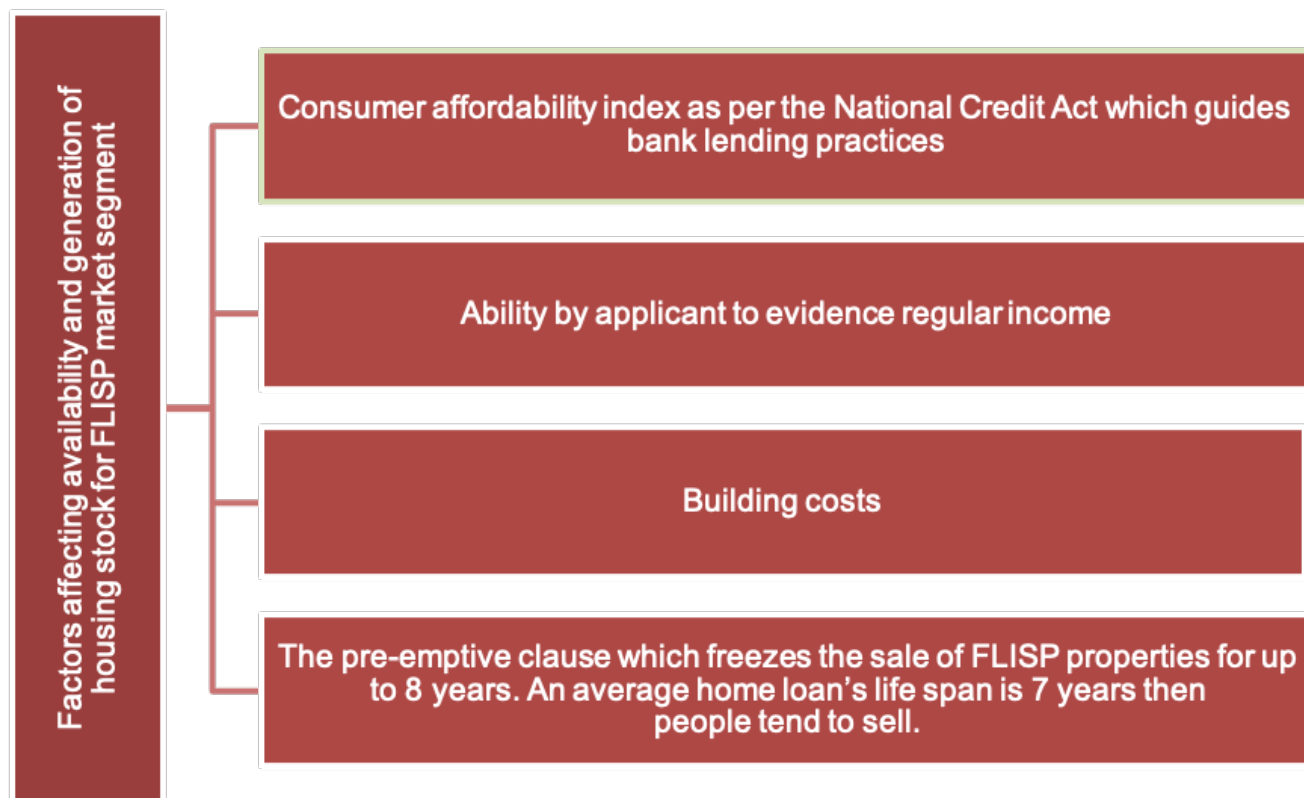 Factors affecting availability and generation of
housing stock for FLISP market segment
Consumer affordability index as per the National Credit Act which guides
bank lending practices
Ability by applicant to evidence regular income
Building costs
The pre-emptive clause which freezes the sale of FLISP properties for up
to 8 years. An average home loan's life span is 7 years then
people tend to sell.